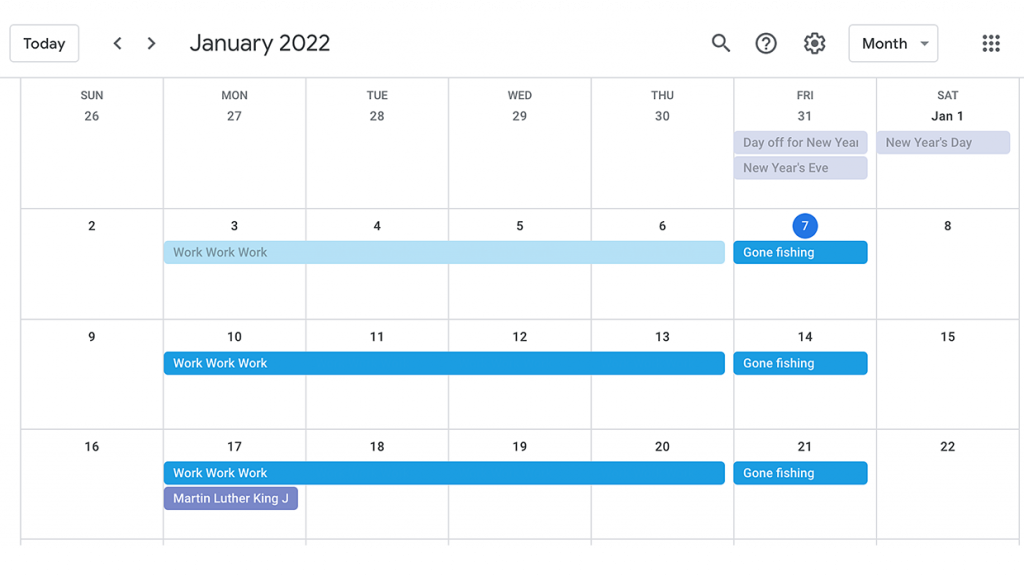 Today January 2022 Month
SUN MON TUE WED THU FRI SAT
26 27 28 29 30 31 Jan 1
Day off for New Year New Year's Day
New Year's Eve
2 3 4 5 6 7 8
Work Work Work Gone fishing
9 10 11 12 13 14 15
Work Work Work Gone fishing
16 17 18 19 20 21 22
Work Work Work Gone fishing
Martin Luther King J